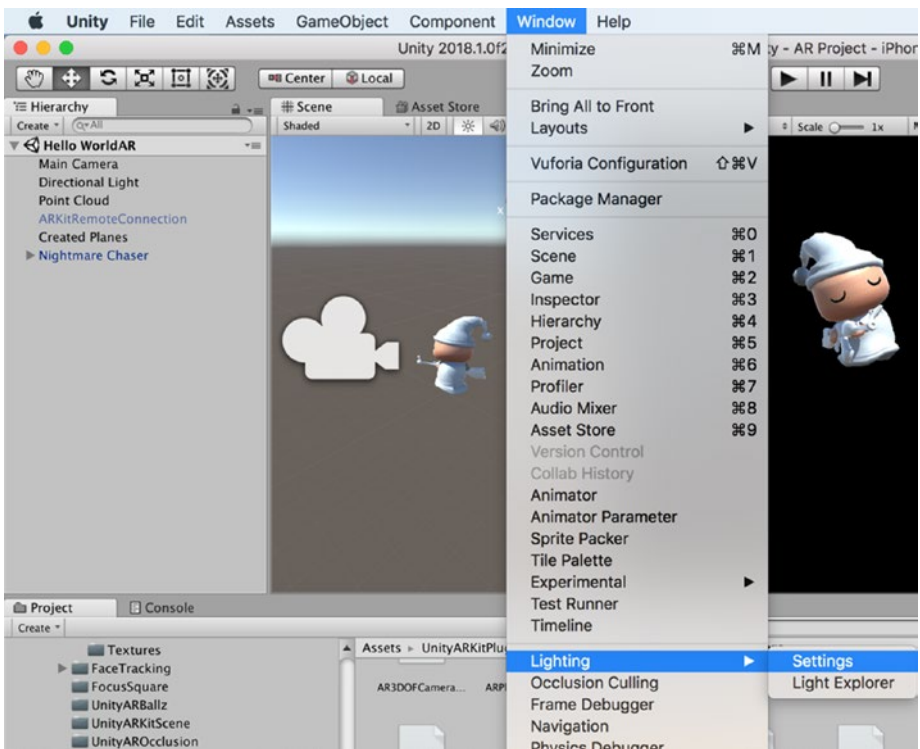 Unity File Edit Assets GameObject Component Window Help
Unity 2018.1.0f2
y - AR Project - iPhon
Center Local
Hierarchy
Create All
Hello WorldAR
Main Camera
Directional Light
Point Cloud
ARKitRemoteConnection
Created Planes
Nightmare Chaser
Scene Asset Store
Shaded 2D
Minimize ⌘M
Zoom
Bring All to Front
Layouts
Vuforia Configuration ⇧⌘V
Package Manager
Services ⌘0
Scene ⌘1
Game ⌘2
Inspector ⌘3
Hierarchy ⌘4
Project ⌘5
Animation ⌘6
Profiler ⌘7
Audio Mixer ⌘8
Asset Store ⌘9
Version Control
Collab History
Animator
Animator Parameter
Sprite Packer
Tile Palette
Experimental
Test Runner
Timeline
Lighting
Occlusion Culling
Frame Debugger
Navigation
Physics Debugger
Settings
Light Explorer
Scale 1x
x
Project Console
Create
Textures
FaceTracking
FocusSquare
UnityARBallz
UnityARKitScene
UnityAROcclusion
Assets UnityARKitPlu
AR3DOFCamera... ARPl